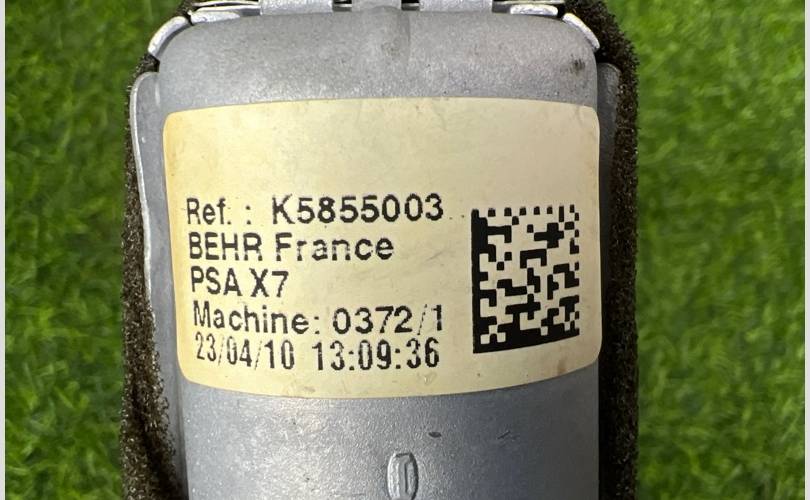 Ref. : K5855003
BEHR France
PSA X7
Machine: 0372/1
23/04/10 13:09:36